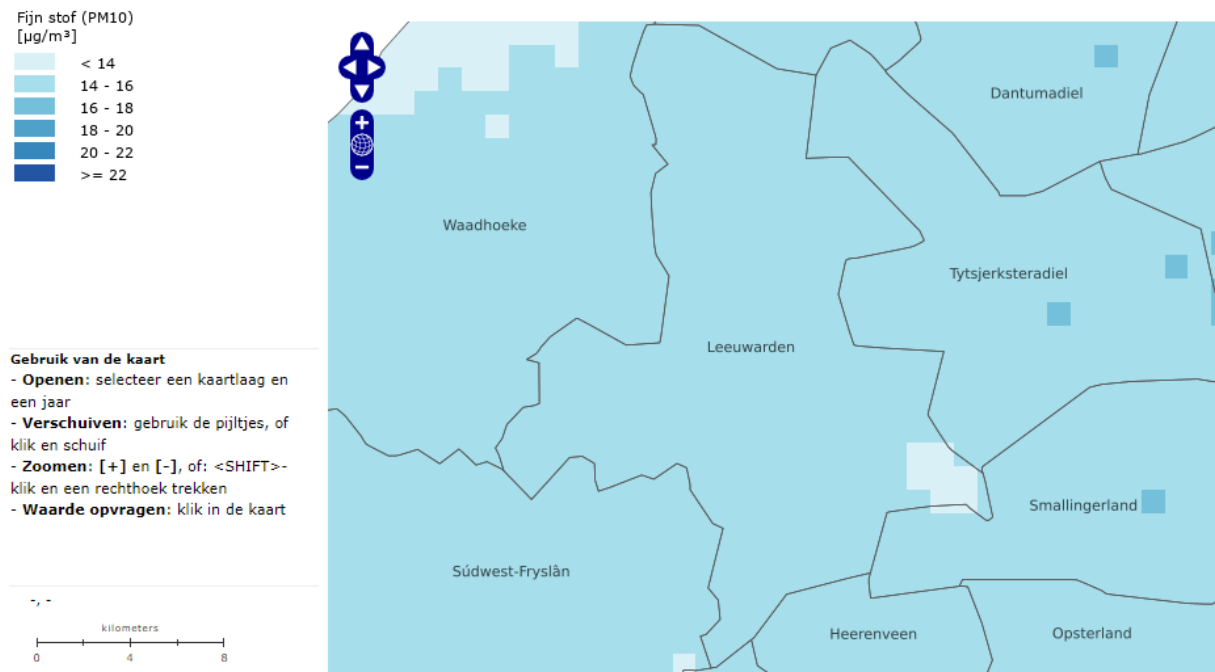 Fijn stof (PM10)
[µg/m³]
< 14
14 - 16
16 - 18
18 - 20
20 - 22
>= 22
Gebruik van de kaart
- Openen: selecteer een kaartlaag en
een jaar
- Verschuiven: gebruik de pijltjes, of
klik en schuif
- Zoomen: [+] en [-], of: <SHIFT>-
klik en een rechthoek trekken
- Waarde opvragen: klik in de kaart
-, -
kilometers
0 4 8
Dantumadiel
Waadhoeke
Tytsjerksteradiel
Leeuwarden
Smallingerland
Súdwest-Fryslân
Heerenveen
Opsterland